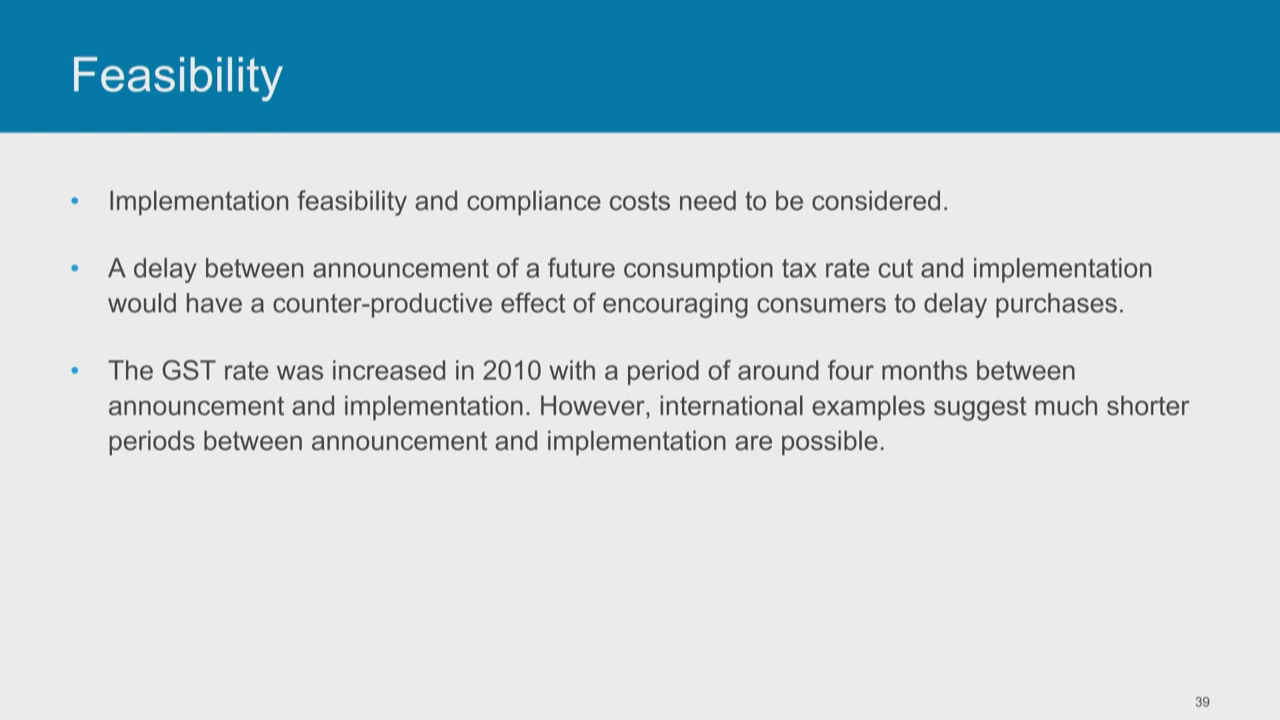 Feasibility
• Implementation feasibility and compliance costs need to be considered.
• A delay between announcement of a future consumption tax rate cut and implementation
would have a counter-productive effect of encouraging consumers to delay purchases.
• The GST rate was increased in 2010 with a period of around four months between
announcement and implementation. However, international examples suggest much shorter
periods between announcement and implementation are possible.
39